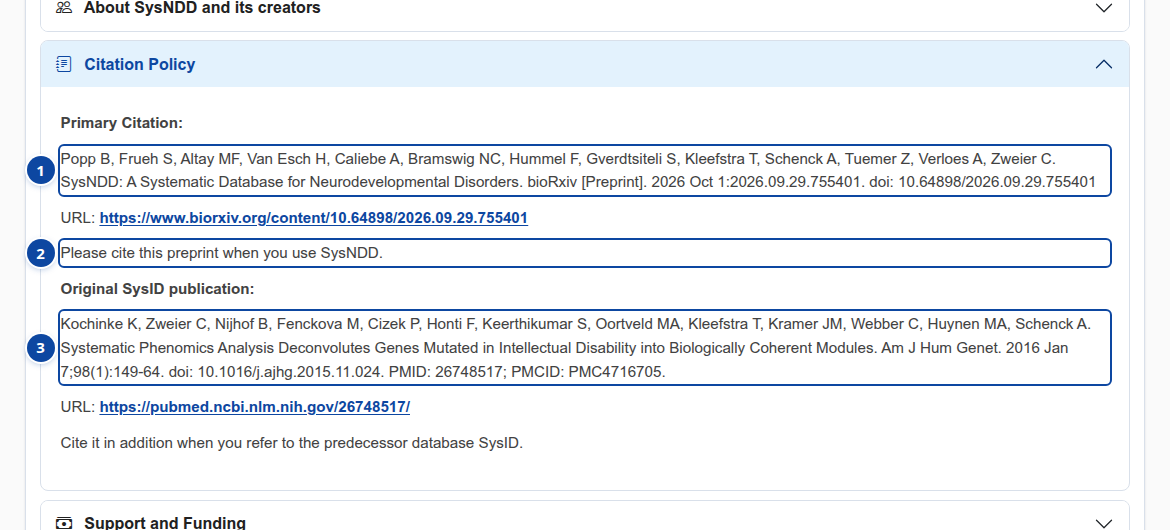 About SysNDD and its creators
Citation Policy
Primary Citation:
1
Popp B, Frueh S, Altay MF, Van Esch H, Caliebe A, Bramswig NC, Hummel F, Gverdtsiteli S, Kleefstra T, Schenck A, Tuemer Z, Verloes A, Zweier C.
SysNDD: A Systematic Database for Neurodevelopmental Disorders. bioRxiv [Preprint]. 2026 Oct 1:2026.09.29.755401. doi: 10.64898/2026.09.29.755401
URL: https://www.biorxiv.org/content/10.64898/2026.09.29.755401
2
Please cite this preprint when you use SysNDD.
Original SysID publication:
3
Kochinke K, Zweier C, Nijhof B, Fenckova M, Cizek P, Honti F, Keerthikumar S, Oortveld MA, Kleefstra T, Kramer JM, Webber C, Huynen MA, Schenck A.
Systematic Phenomics Analysis Deconvolutes Genes Mutated in Intellectual Disability into Biologically Coherent Modules. Am J Hum Genet. 2016 Jan
7;98(1):149-64. doi: 10.1016/j.ajhg.2015.11.024. PMID: 26748517; PMCID: PMC4716705.
URL: https://pubmed.ncbi.nlm.nih.gov/26748517/
Cite it in addition when you refer to the predecessor database SysID.
Support and Funding